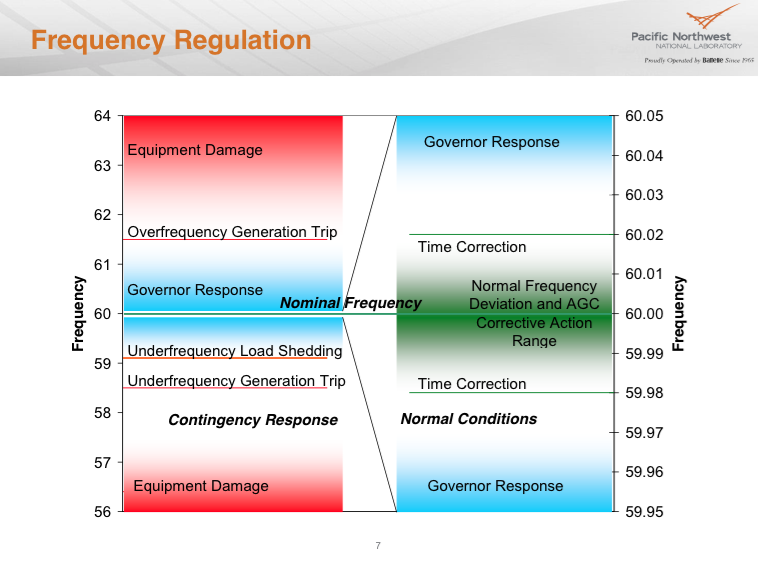 Frequency Regulation
Pacific Northwest
NATIONAL LABORATORY
Proudly Operated by Battelle Since 1965
64
63
62
61
60
59
58
57
56
Frequency
Equipment Damage
Overfrequency Generation Trip
Governor Response
Nominal Frequency
Underfrequency Load Shedding
Underfrequency Generation Trip
Contingency Response
Equipment Damage
Governor Response
Time Correction
Normal Frequency
Deviation and AGC
Corrective Action
Range
Time Correction
Normal Conditions
Governor Response
60.05
60.04
60.03
60.02
60.01
60.00
59.99
59.98
59.97
59.96
59.95
Frequency
7